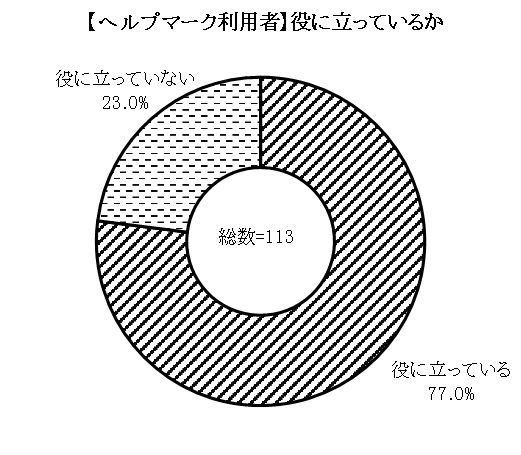 【ヘルプマーク利用者】役に立っているか
役に立っていない
23.0%
総数=113
役に立っている
77.0%